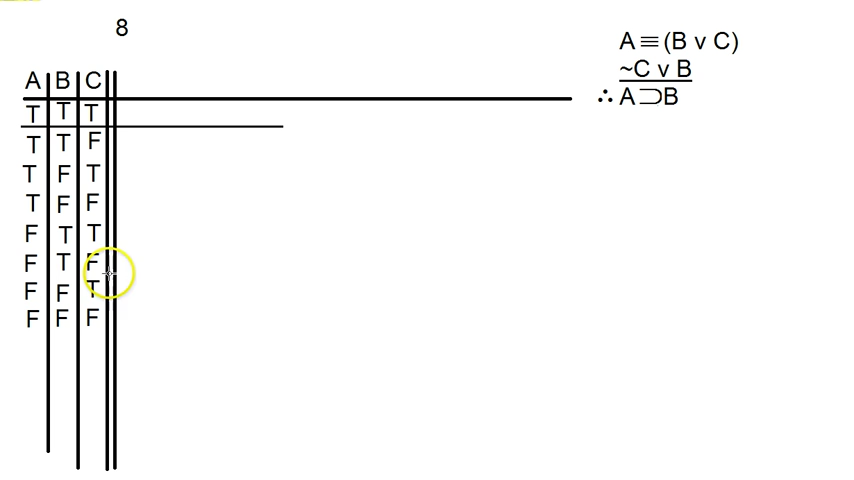 8
A ≡ (B v C)
~C v B
∴ A ⊃ B
A B C
T T T
T T F
T F T
T F F
F T T
F T F
F F T
F F F